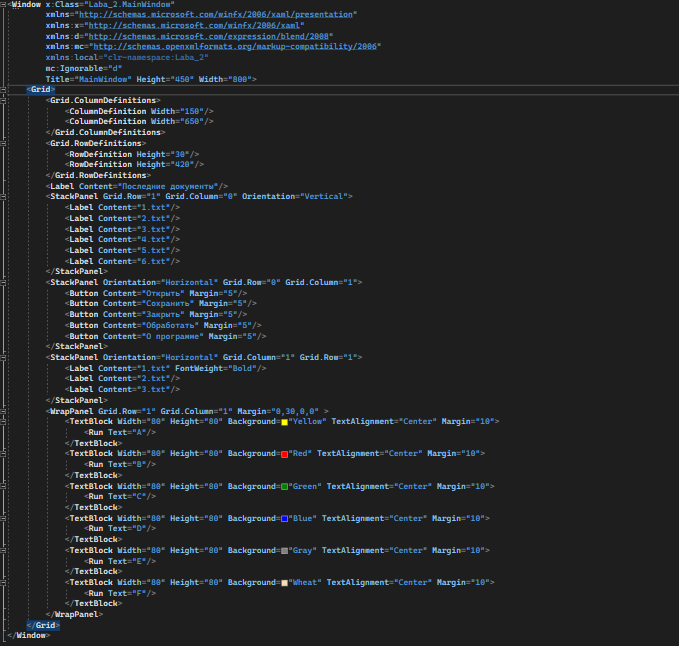 <Window x:Class="Laba_2.MainWindow"
xmlns="http://schemas.microsoft.com/winfx/2006/xaml/presentation"
xmlns:x="http://schemas.microsoft.com/winfx/2006/xaml"
xmlns:d="http://schemas.microsoft.com/expression/blend/2008"
xmlns:mc="http://schemas.openxmlformats.org/markup-compatibility/2006"
xmlns:local="clr-namespace:Laba_2"
mc:Ignorable="d"
Title="MainWindow" Height="450" Width="800">
<Grid>
<Grid.ColumnDefinitions>
<ColumnDefinition Width="150"/>
<ColumnDefinition Width="650"/>
</Grid.ColumnDefinitions>
<Grid.RowDefinitions>
<RowDefinition Height="30"/>
<RowDefinition Height="420"/>
</Grid.RowDefinitions>
<Label Content="Последние документы"/>
<StackPanel Grid.Row="1" Grid.Column="0" Orientation="Vertical">
<Label Content="1.txt"/>
<Label Content="2.txt"/>
<Label Content="3.txt"/>
<Label Content="4.txt"/>
<Label Content="5.txt"/>
<Label Content="6.txt"/>
</StackPanel>
<StackPanel Orientation="Horizontal" Grid.Row="0" Grid.Column="1">
<Button Content="Открыть" Margin="5"/>
<Button Content="Сохранить" Margin="5"/>
<Button Content="Закрыть" Margin="5"/>
<Button Content="Обработать" Margin="5"/>
<Button Content="О программе" Margin="5"/>
</StackPanel>
<StackPanel Orientation="Horizontal" Grid.Column="1" Grid.Row="1">
<Label Content="1.txt" FontWeight="Bold"/>
<Label Content="2.txt"/>
<Label Content="3.txt"/>
</StackPanel>
<WrapPanel Grid.Row="1" Grid.Column="1" Margin="0,30,0,0" >
<TextBlock Width="80" Height="80" Background="Yellow" TextAlignment="Center" Margin="10">
<Run Text="A"/>
</TextBlock>
<TextBlock Width="80" Height="80" Background="Red" TextAlignment="Center" Margin="10">
<Run Text="B"/>
</TextBlock>
<TextBlock Width="80" Height="80" Background="Green" TextAlignment="Center" Margin="10">
<Run Text="C"/>
</TextBlock>
<TextBlock Width="80" Height="80" Background="Blue" TextAlignment="Center" Margin="10">
<Run Text="D"/>
</TextBlock>
<TextBlock Width="80" Height="80" Background="Gray" TextAlignment="Center" Margin="10">
<Run Text="E"/>
</TextBlock>
<TextBlock Width="80" Height="80" Background="Wheat" TextAlignment="Center" Margin="10">
<Run Text="F"/>
</TextBlock>
</WrapPanel>
</Grid>
</Window>